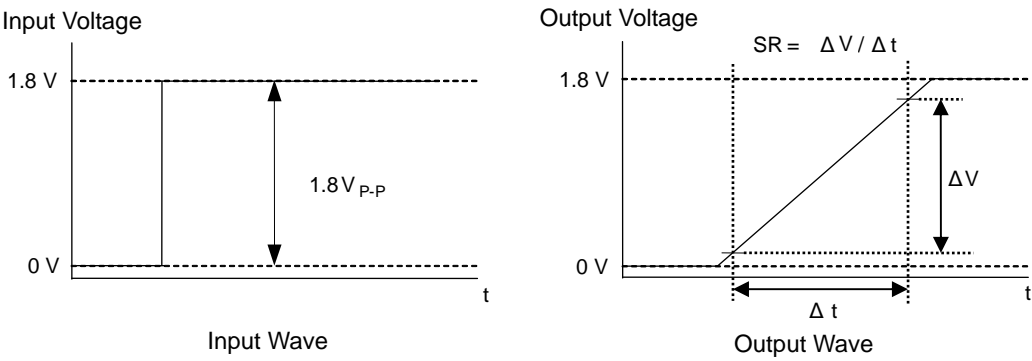 Input Voltage
1.8 V
1.8V P-P
0 V
t
Input Wave
Output Voltage
SR = ΔV / Δt
1.8 V
ΔV
0 V
t
Δt
Output Wave